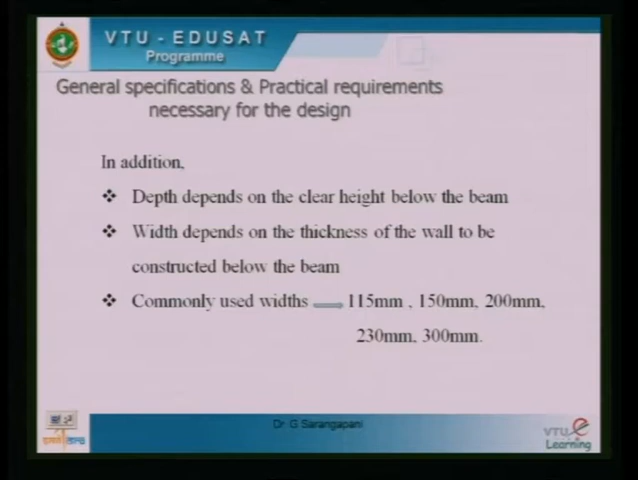 VTU - EDUSAT
Programme
General specifications & Practical requirements
necessary for the design
In addition,
❖ Depth depends on the clear height below the beam
❖ Width depends on the thickness of the wall to be
constructed below the beam
❖ Commonly used widths 115mm , 150mm, 200mm,
230mm, 300mm.
Dr G Sarangapani
VTU e
Learning